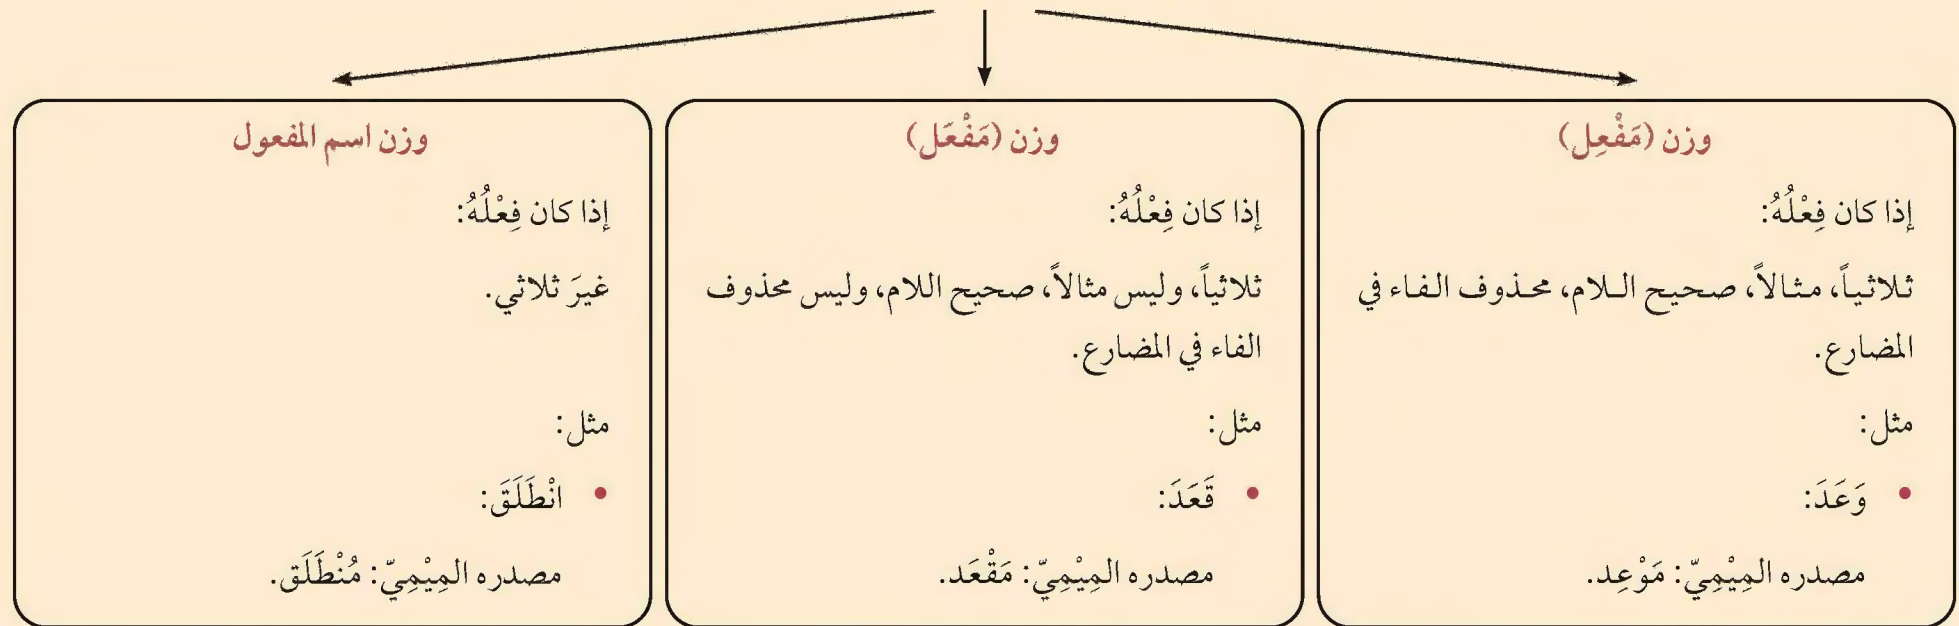 وزن (مَفْعِل)
إذا كان فِعْلُهُ:
ثلاثياً، مثالاً، صحيح اللام، محذوف الفاء في
المضارع.
مثل:
• وَعَدَ:
مصدره المِيْمِيّ: مَوْعِد.
وزن (مَفْعَل)
إذا كان فِعْلُهُ:
ثلاثياً، وليس مثالاً، صحيح اللام، وليس محذوف
الفاء في المضارع.
مثل:
• قَعَدَ:
مصدره المِيْمِيّ: مَقْعَد.
وزن اسم المفعول
إذا كان فِعْلُهُ:
غيرَ ثلاثي.
مثل:
• انْطَلَقَ:
مصدره المِيْمِيّ: مُنْطَلَق.